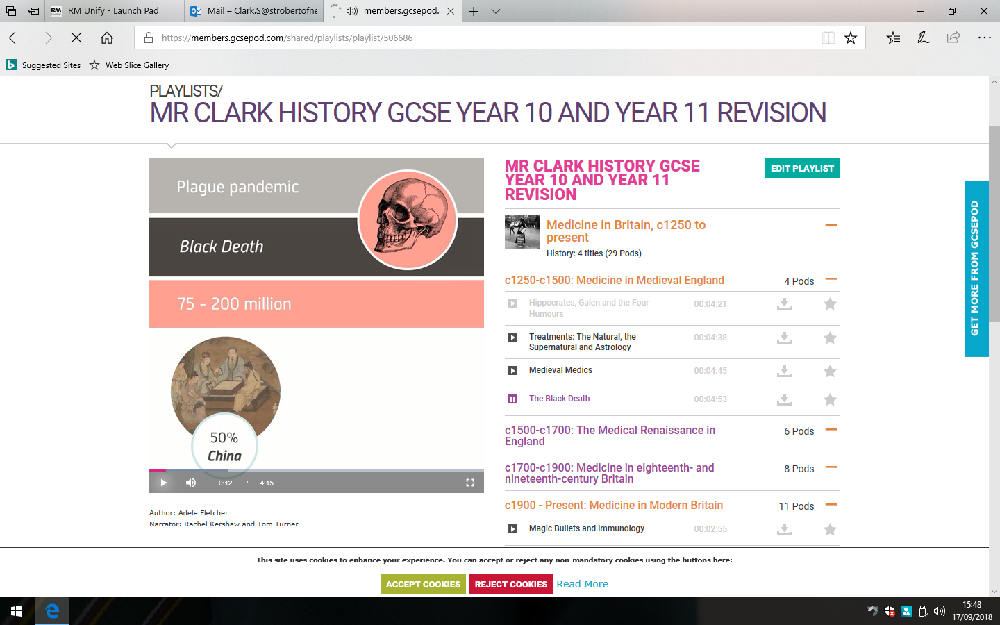 RM Unify - Launch Pad
Mail – Clark.S@strobertofne
members.gcsepod.
https://members.gcsepod.com/shared/playlists/playlist/506686
Suggested Sites
Web Slice Gallery
PLAYLISTS/
MR CLARK HISTORY GCSE YEAR 10 AND YEAR 11 REVISION
Plague pandemic
Black Death
75 - 200 million
50%
China
0:12 / 4:15
Author: Adele Fletcher
Narrator: Rachel Kershaw and Tom Turner
MR CLARK HISTORY GCSE
YEAR 10 AND YEAR 11
REVISION
EDIT PLAYLIST
Medicine in Britain, c1250 to
present
History: 4 titles (29 Pods)
c1250-c1500: Medicine in Medieval England 4 Pods
Hippocrates, Galen and the Four 00:04:21
Humours
Treatments: The Natural, the 00:04:38
Supernatural and Astrology
Medieval Medics 00:04:45
The Black Death 00:04:53
c1500-c1700: The Medical Renaissance in 6 Pods
England
c1700-c1900: Medicine in eighteenth- and 8 Pods
nineteenth-century Britain
c1900 - Present: Medicine in Modern Britain 11 Pods
Magic Bullets and Immunology 00:02:55
GET MORE FROM GCSEPOD
This site uses cookies to enhance your experience. You can accept or reject any non-mandatory cookies using the buttons here:
ACCEPT COOKIES REJECT COOKIES Read More
15:48
17/09/2018